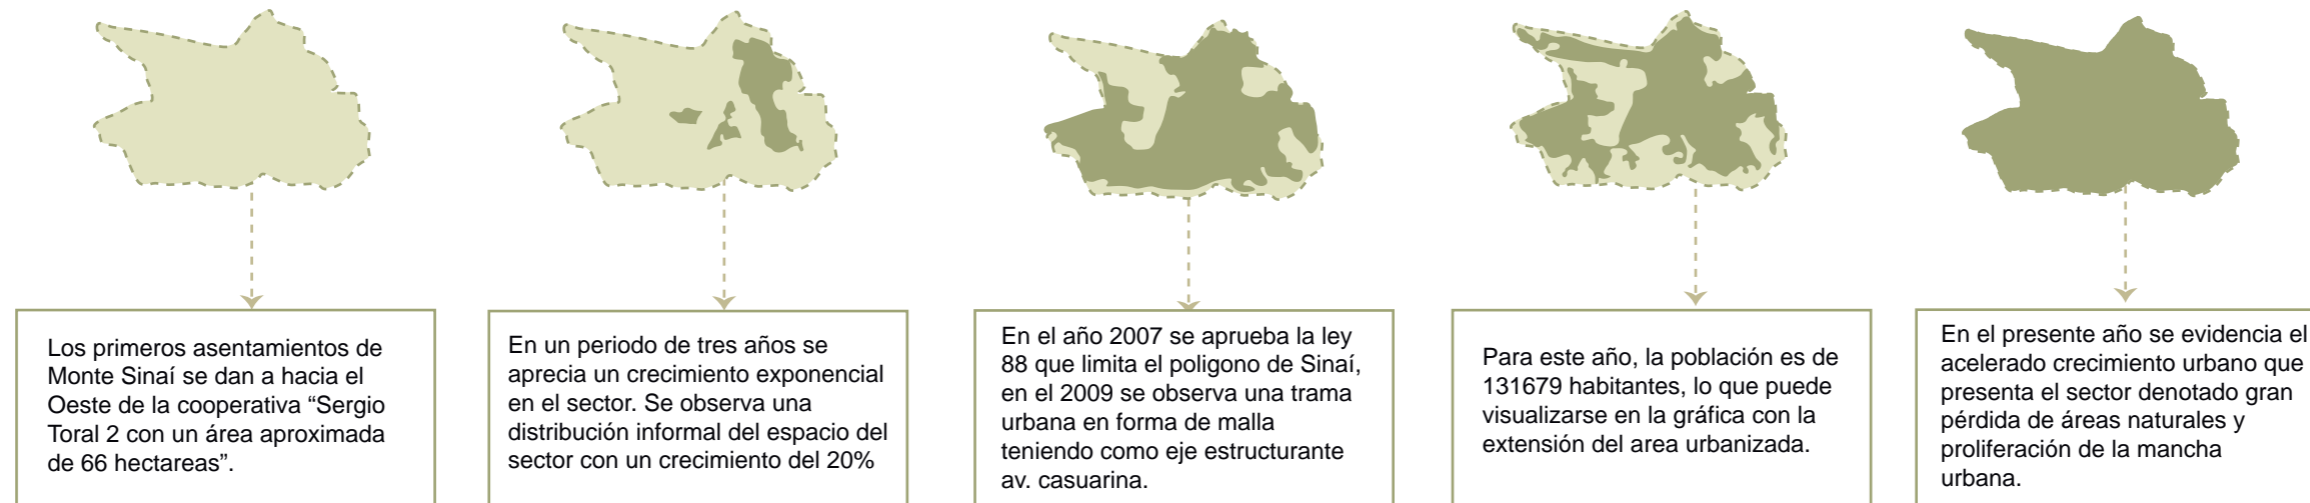 Los primeros asentamientos de
Monte Sinaí se dan a hacia el
Oeste de la cooperativa “Sergio
Toral 2 con un área aproximada
de 66 hectareas”.
En un periodo de tres años se
aprecia un crecimiento exponencial
en el sector. Se observa una
distribución informal del espacio del
sector con un crecimiento del 20%
En el año 2007 se aprueba la ley
88 que limita el poligono de Sinaí,
en el 2009 se observa una trama
urbana en forma de malla
teniendo como eje estructurante
av. casuarina.
Para este año, la población es de
131679 habitantes, lo que puede
visualizarse en la gráfica con la
extensión del area urbanizada.
En el presente año se evidencia el
acelerado crecimiento urbano que
presenta el sector denotado gran
pérdida de áreas naturales y
proliferación de la mancha
urbana.